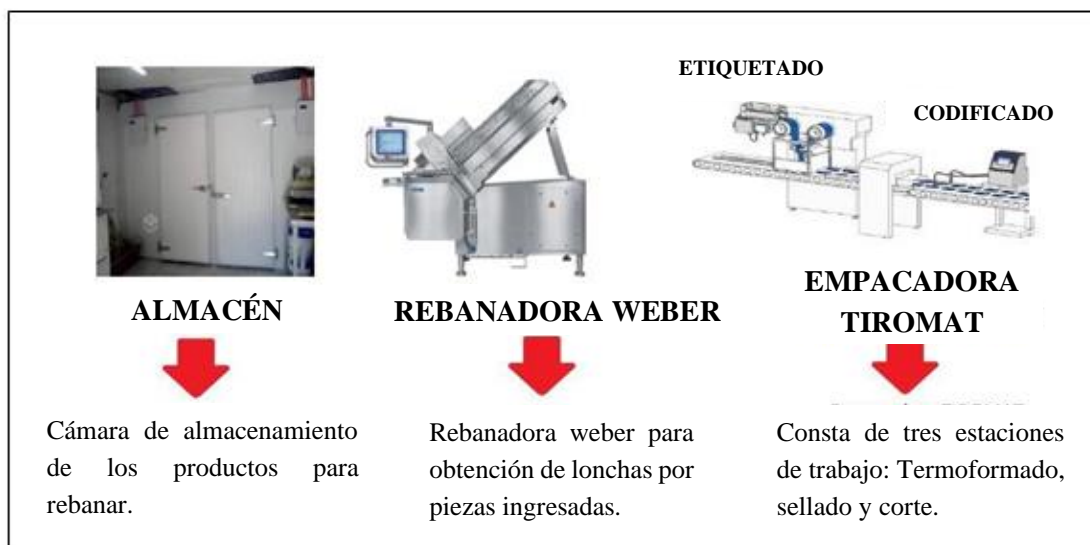 ETIQUETADO
CODIFICADO
ALMACÉN
REBANADORA WEBER
EMPACADORA
TIROMAT
Cámara de almacenamiento
de los productos para
rebanar.
Rebanadora weber para
obtención de lonchas por
piezas ingresadas.
Consta de tres estaciones
de trabajo: Termoformado,
sellado y corte.